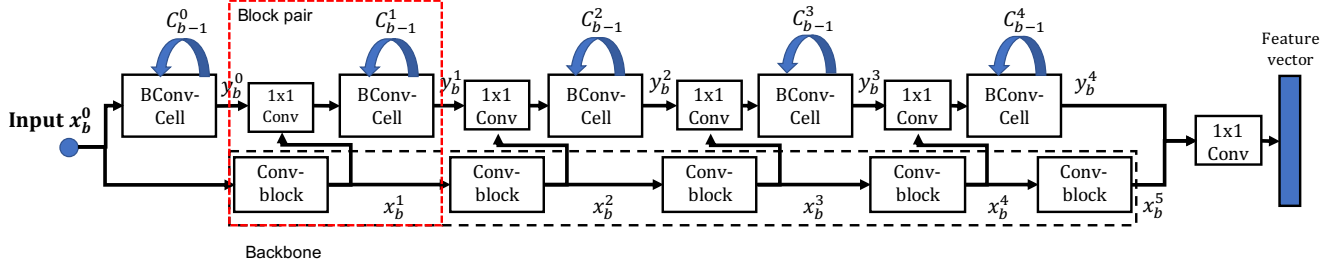 Block pair
C_{b-1}^0
C_{b-1}^1
C_{b-1}^2
C_{b-1}^3
C_{b-1}^4
Feature
vector
Input x_b^0
BConv-
Cell
y_b^0
1x1
Conv
BConv-
Cell
y_b^1
1x1
Conv
BConv-
Cell
y_b^2
1x1
Conv
BConv-
Cell
y_b^3
1x1
Conv
BConv-
Cell
y_b^4
1x1
Conv
Conv-
block
x_b^1
Conv-
block
x_b^2
Conv-
block
x_b^3
Conv-
block
x_b^4
Conv-
block
x_b^5
Backbone